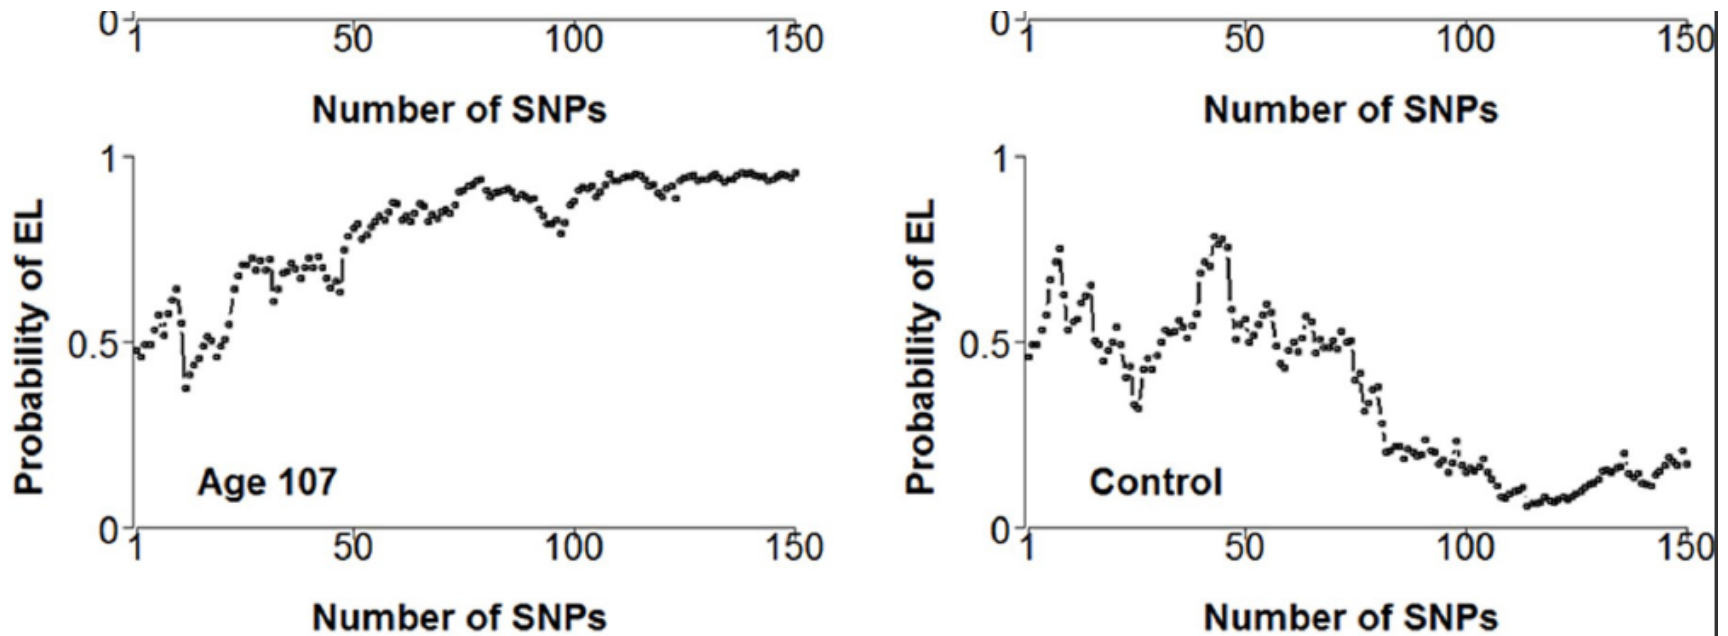 0 0
1 50 100 150 1 50 100 150
Number of SNPs Number of SNPs
1 1
Probability of EL Probability of EL
0.5 0.5
Age 107 Control
0 0
1 50 100 150 1 50 100 150
Number of SNPs Number of SNPs